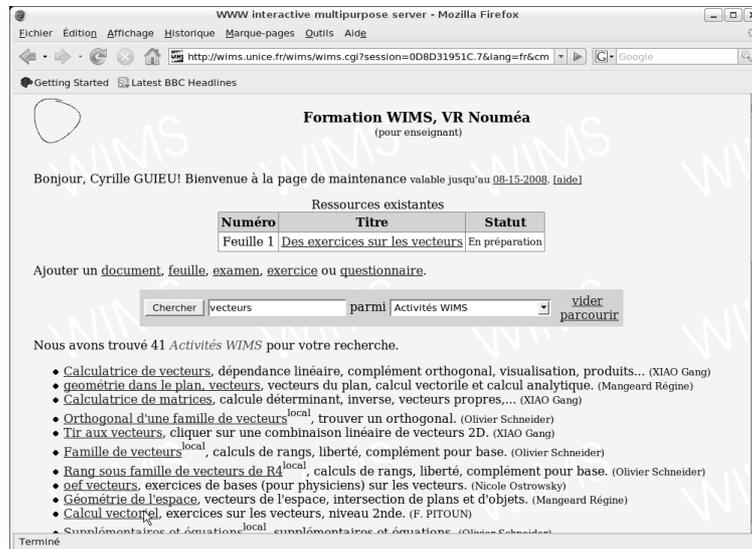 WWW interactive multipurpose server - Mozilla Firefox
Fichier Édition Affichage Historique Marque-pages Outils Aide
http://wims.unice.fr/wims/wims.cgi?session=0D8D31951C.7&lang=fr&cm
Google
Getting Started Latest BBC Headlines
Formation WIMS, VR Nouméa
(pour enseignant)
Bonjour, Cyrille GUIEU! Bienvenue à la page de maintenance valable jusqu'au 08-15-2008. [aide]
Ressources existantes
Numéro Titre Statut
Feuille 1 Des exercices sur les vecteurs En préparation
Ajouter un document, feuille, examen, exercice ou questionnaire.
Chercher vecteurs parmi Activités WIMS vider
parcourir
Nous avons trouvé 41 Activités WIMS pour votre recherche.
• Calculatrice de vecteurs, dépendance linéaire, complément orthogonal, visualisation, produits... (XIAO Gang)
• geométrie dans le plan, vecteurs, vecteurs du plan, calcul vectorile et calcul analytique. (Mangeard Régine)
• Calculatrice de matrices, calcule déterminant, inverse, vecteurs propres,... (XIAO Gang)
• Orthogonal d'une famille de vecteurs local, trouver un orthogonal. (Olivier Schneider)
• Tir aux vecteurs, cliquer sur une combinaison linéaire de vecteurs 2D. (XIAO Gang)
• Famille de vecteurs local, calculs de rangs, liberté, complément pour base. (Olivier Schneider)
• Rang sous famille de vecteurs de R4 local, calculs de rangs, liberté, complément pour base. (Olivier Schneider)
• oef vecteurs, exercices de bases (pour physiciens) sur les vecteurs. (Nicole Ostrowsky)
• Géométrie de l'espace, vecteurs de l'espace, intersection de plans et d'objets. (Mangeard Régine)
• Calcul vectoriel, exercices sur les vecteurs, niveau 2nde. (F. PITOUN)
• Supplémentaires et équations local, supplémentaires et équations. (Olivier Schneider)
Terminé